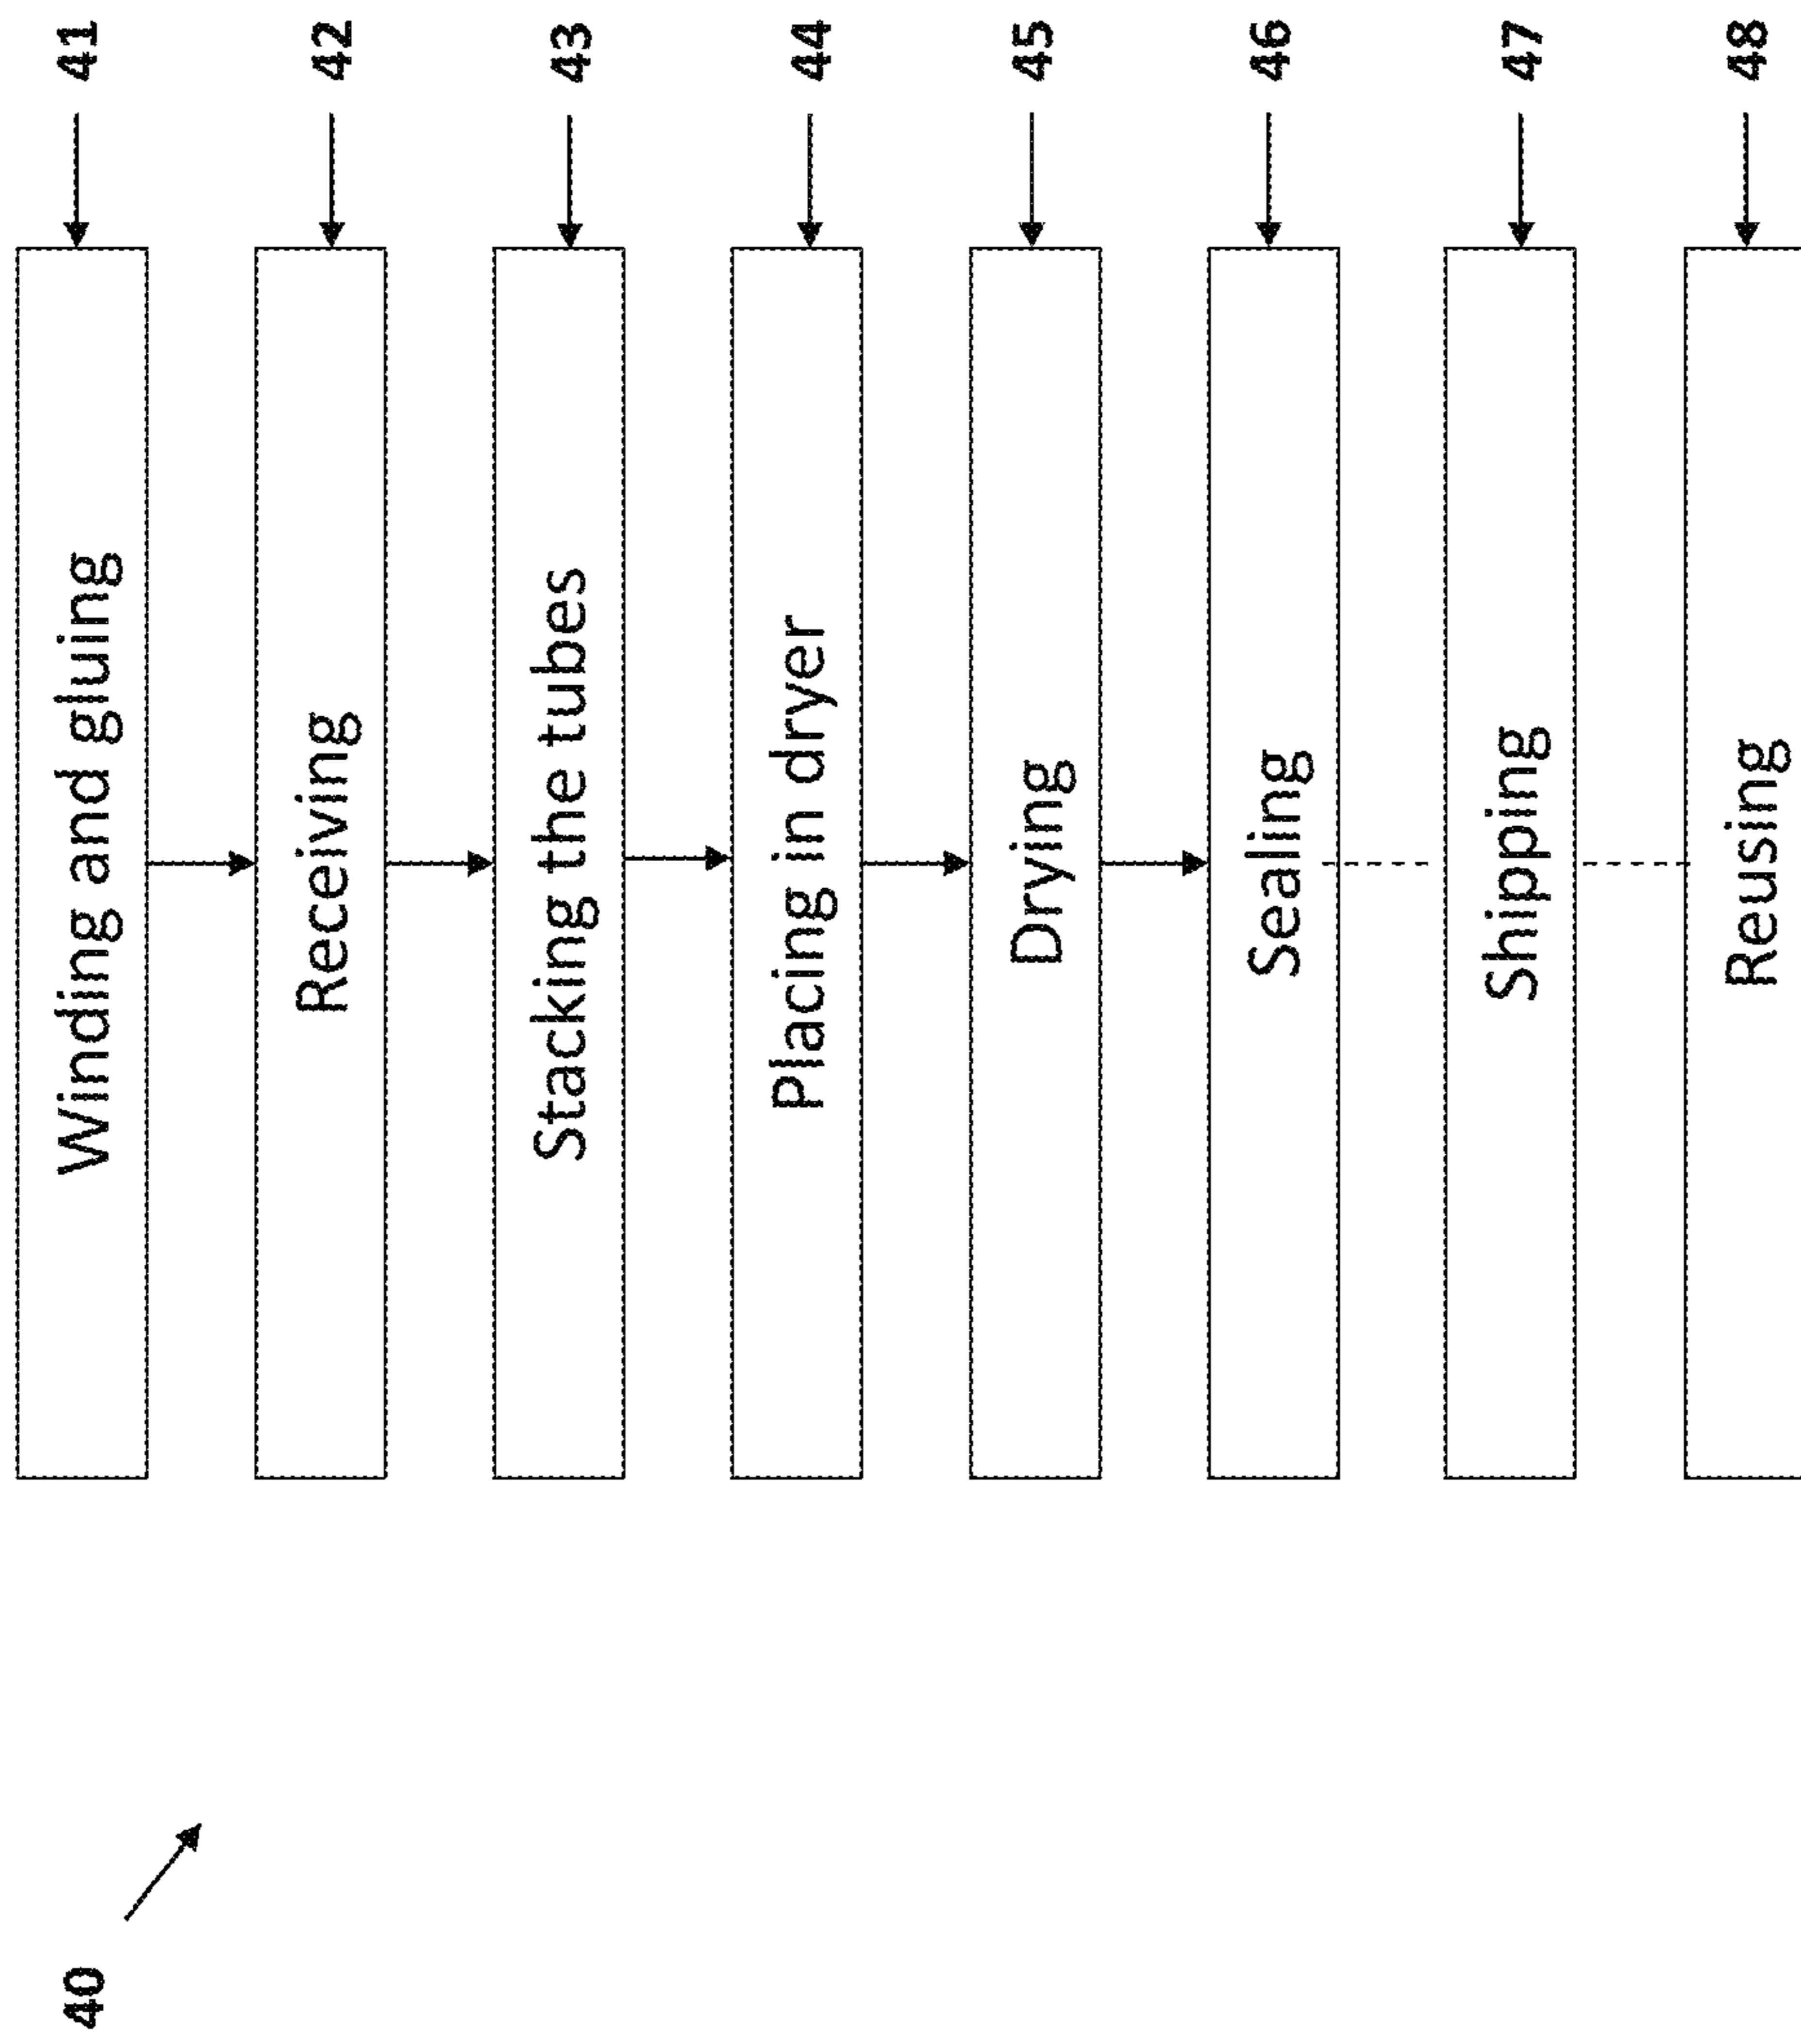 40
Winding and gluing
41
Receiving
42
Stacking the tubes
43
Placing in dryer
44
Drying
45
Sealing
46
Shipping
47
Reusing
48